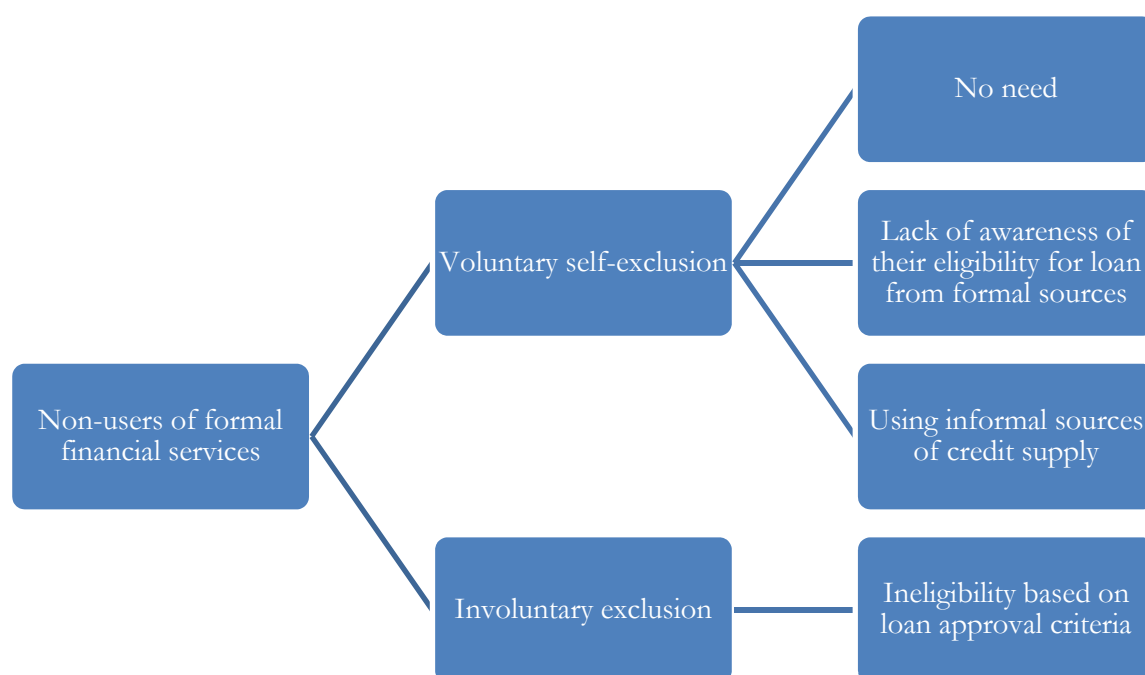 No need
Voluntary self-exclusion
Lack of awareness of
their eligibility for loan
from formal sources
Non-users of formal
financial services
Using informal sources
of credit supply
Involuntary exclusion
Ineligibility based on
loan approval criteria